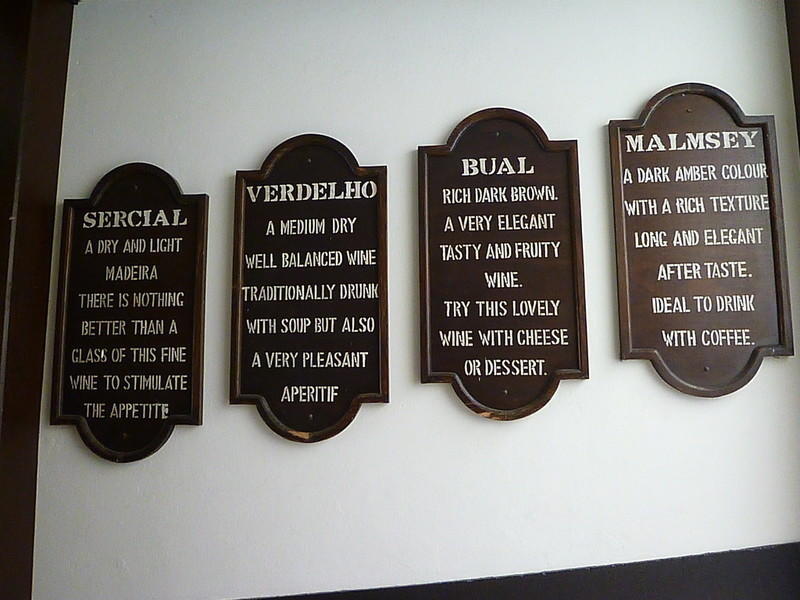 SERCIAL
A DRY AND LIGHT
MADEIRA
THERE IS NOTHING
BETTER THAN A
GLASS OF THIS FINE
WINE TO STIMULATE
THE APPETITE
VERDELHO
A MEDIUM DRY
WELL BALANCED WINE
TRADITIONALLY DRUNK
WITH SOUP BUT ALSO
A VERY PLEASANT
APERITIF
BUAL
RICH DARK BROWN.
A VERY ELEGANT
TASTY AND FRUITY
WINE.
TRY THIS LOVELY
WINE WITH CHEESE
OR DESSERT.
MALMSEY
A DARK AMBER COLOUR
WITH A RICH TEXTURE
LONG AND ELEGANT
AFTER TASTE.
IDEAL TO DRINK
WITH COFFEE.